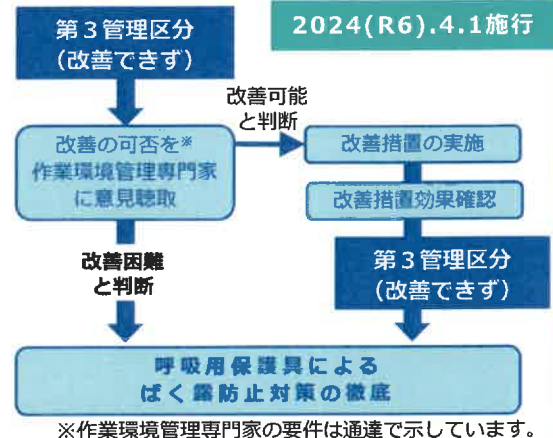 2024(R6).4.1施行
第３管理区分
（改善できず）
改善可能
と判断
改善の可否を※
作業環境管理専門家
に意見聴取
改善措置の実施
改善措置効果確認
改善困難
と判断
第３管理区分
（改善できず）
呼吸用保護具による
ばく露防止対策の徹底
※作業環境管理専門家の要件は通達で示しています。